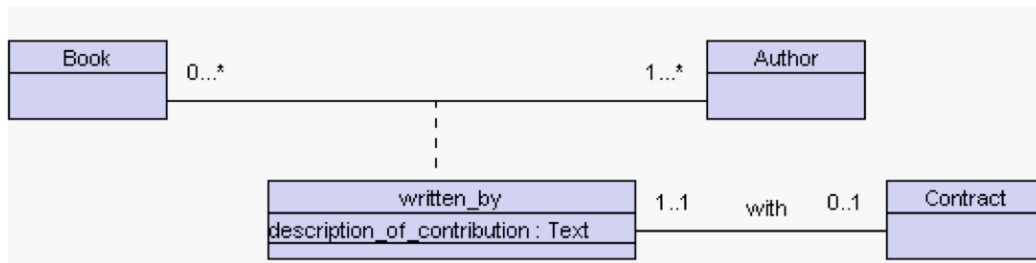 Book
0...*
1...*
Author
written_by
description_of_contribution : Text
1..1
with
0..1
Contract